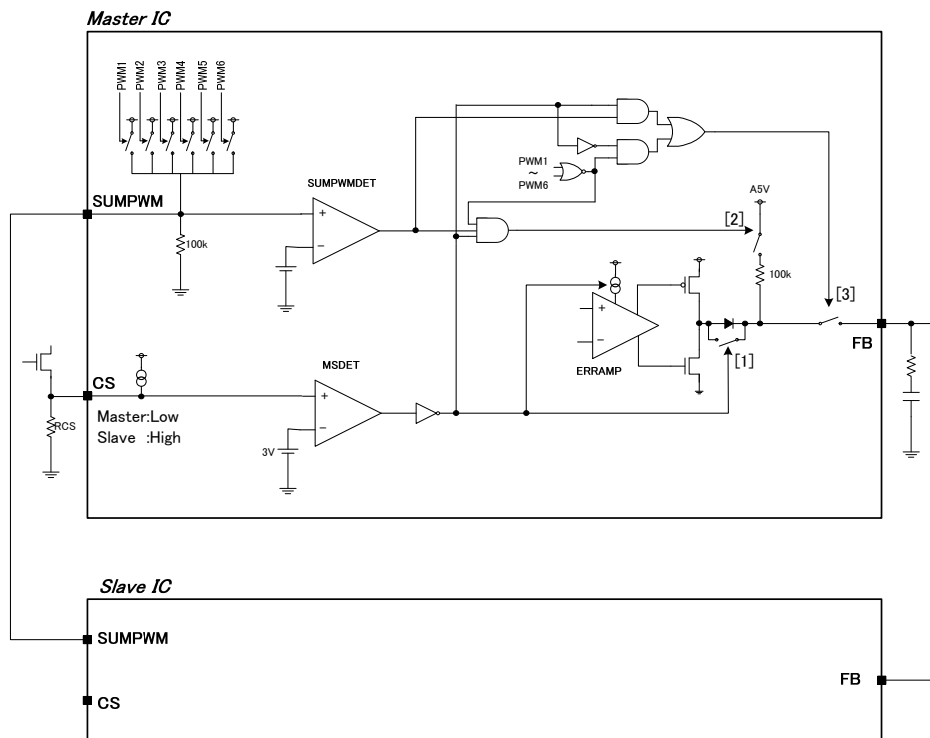 Master IC
PWM1
PWM2
PWM3
PWM4
PWM5
PWM6
SUMPWM
100k
SUMPWMDET
PWM1
～
PWM6
A5V
[2]
100k
[3]
FB
ERRAMP
[1]
CS
Master:Low
Slave :High
RCS
MSDET
3V
Slave IC
SUMPWM
CS
FB